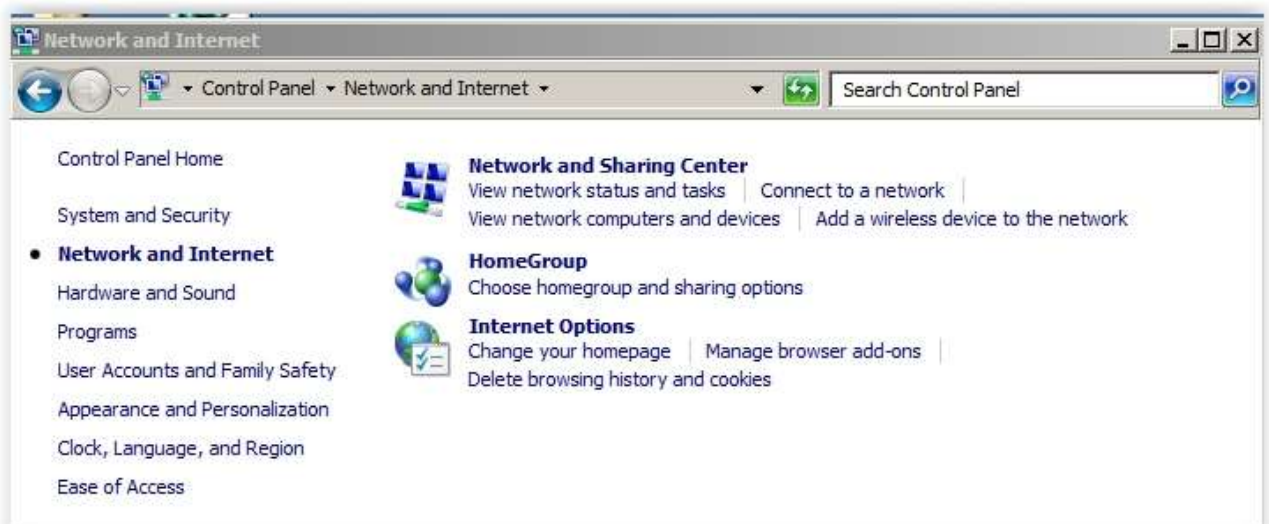 Network and Internet
Control Panel Network and Internet
Search Control Panel
Control Panel Home
System and Security
Network and Internet
Hardware and Sound
Programs
User Accounts and Family Safety
Appearance and Personalization
Clock, Language, and Region
Ease of Access
Network and Sharing Center
View network status and tasks Connect to a network
View network computers and devices Add a wireless device to the network
HomeGroup
Choose homegroup and sharing options
Internet Options
Change your homepage Manage browser add-ons
Delete browsing history and cookies